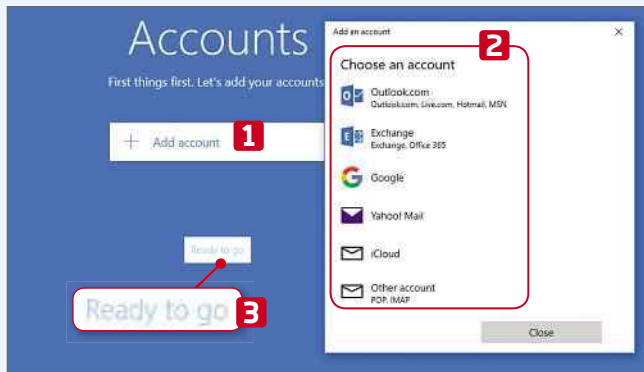 Accounts
First things first. Let's add your accounts
+ Add account
1
Ready to go
Ready to go
3
Add an account
2
Choose an account
Outlook.com
Outlook.com, Live.com, Hotmail, MSN
Exchange
Exchange, Office 365
Google
Yahoo! Mail
iCloud
Other account
POP, IMAP
Close